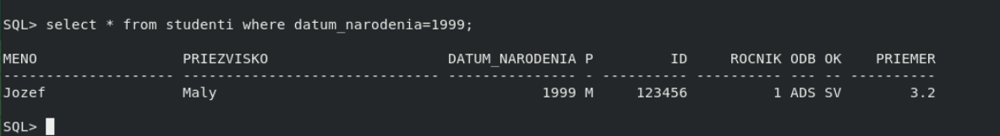 SQL> select * from studenti where datum_narodenia=1999;
MENO                 PRIEZVISKO                     DATUM_NARODENIA P         ID     ROCNIK ODB OK    PRIEMER
-------------------- ------------------------------ --------------- - ---------- ---------- --- -- ----------
Jozef                Maly                                      1999 M     123456          1 ADS SV        3.2
SQL>